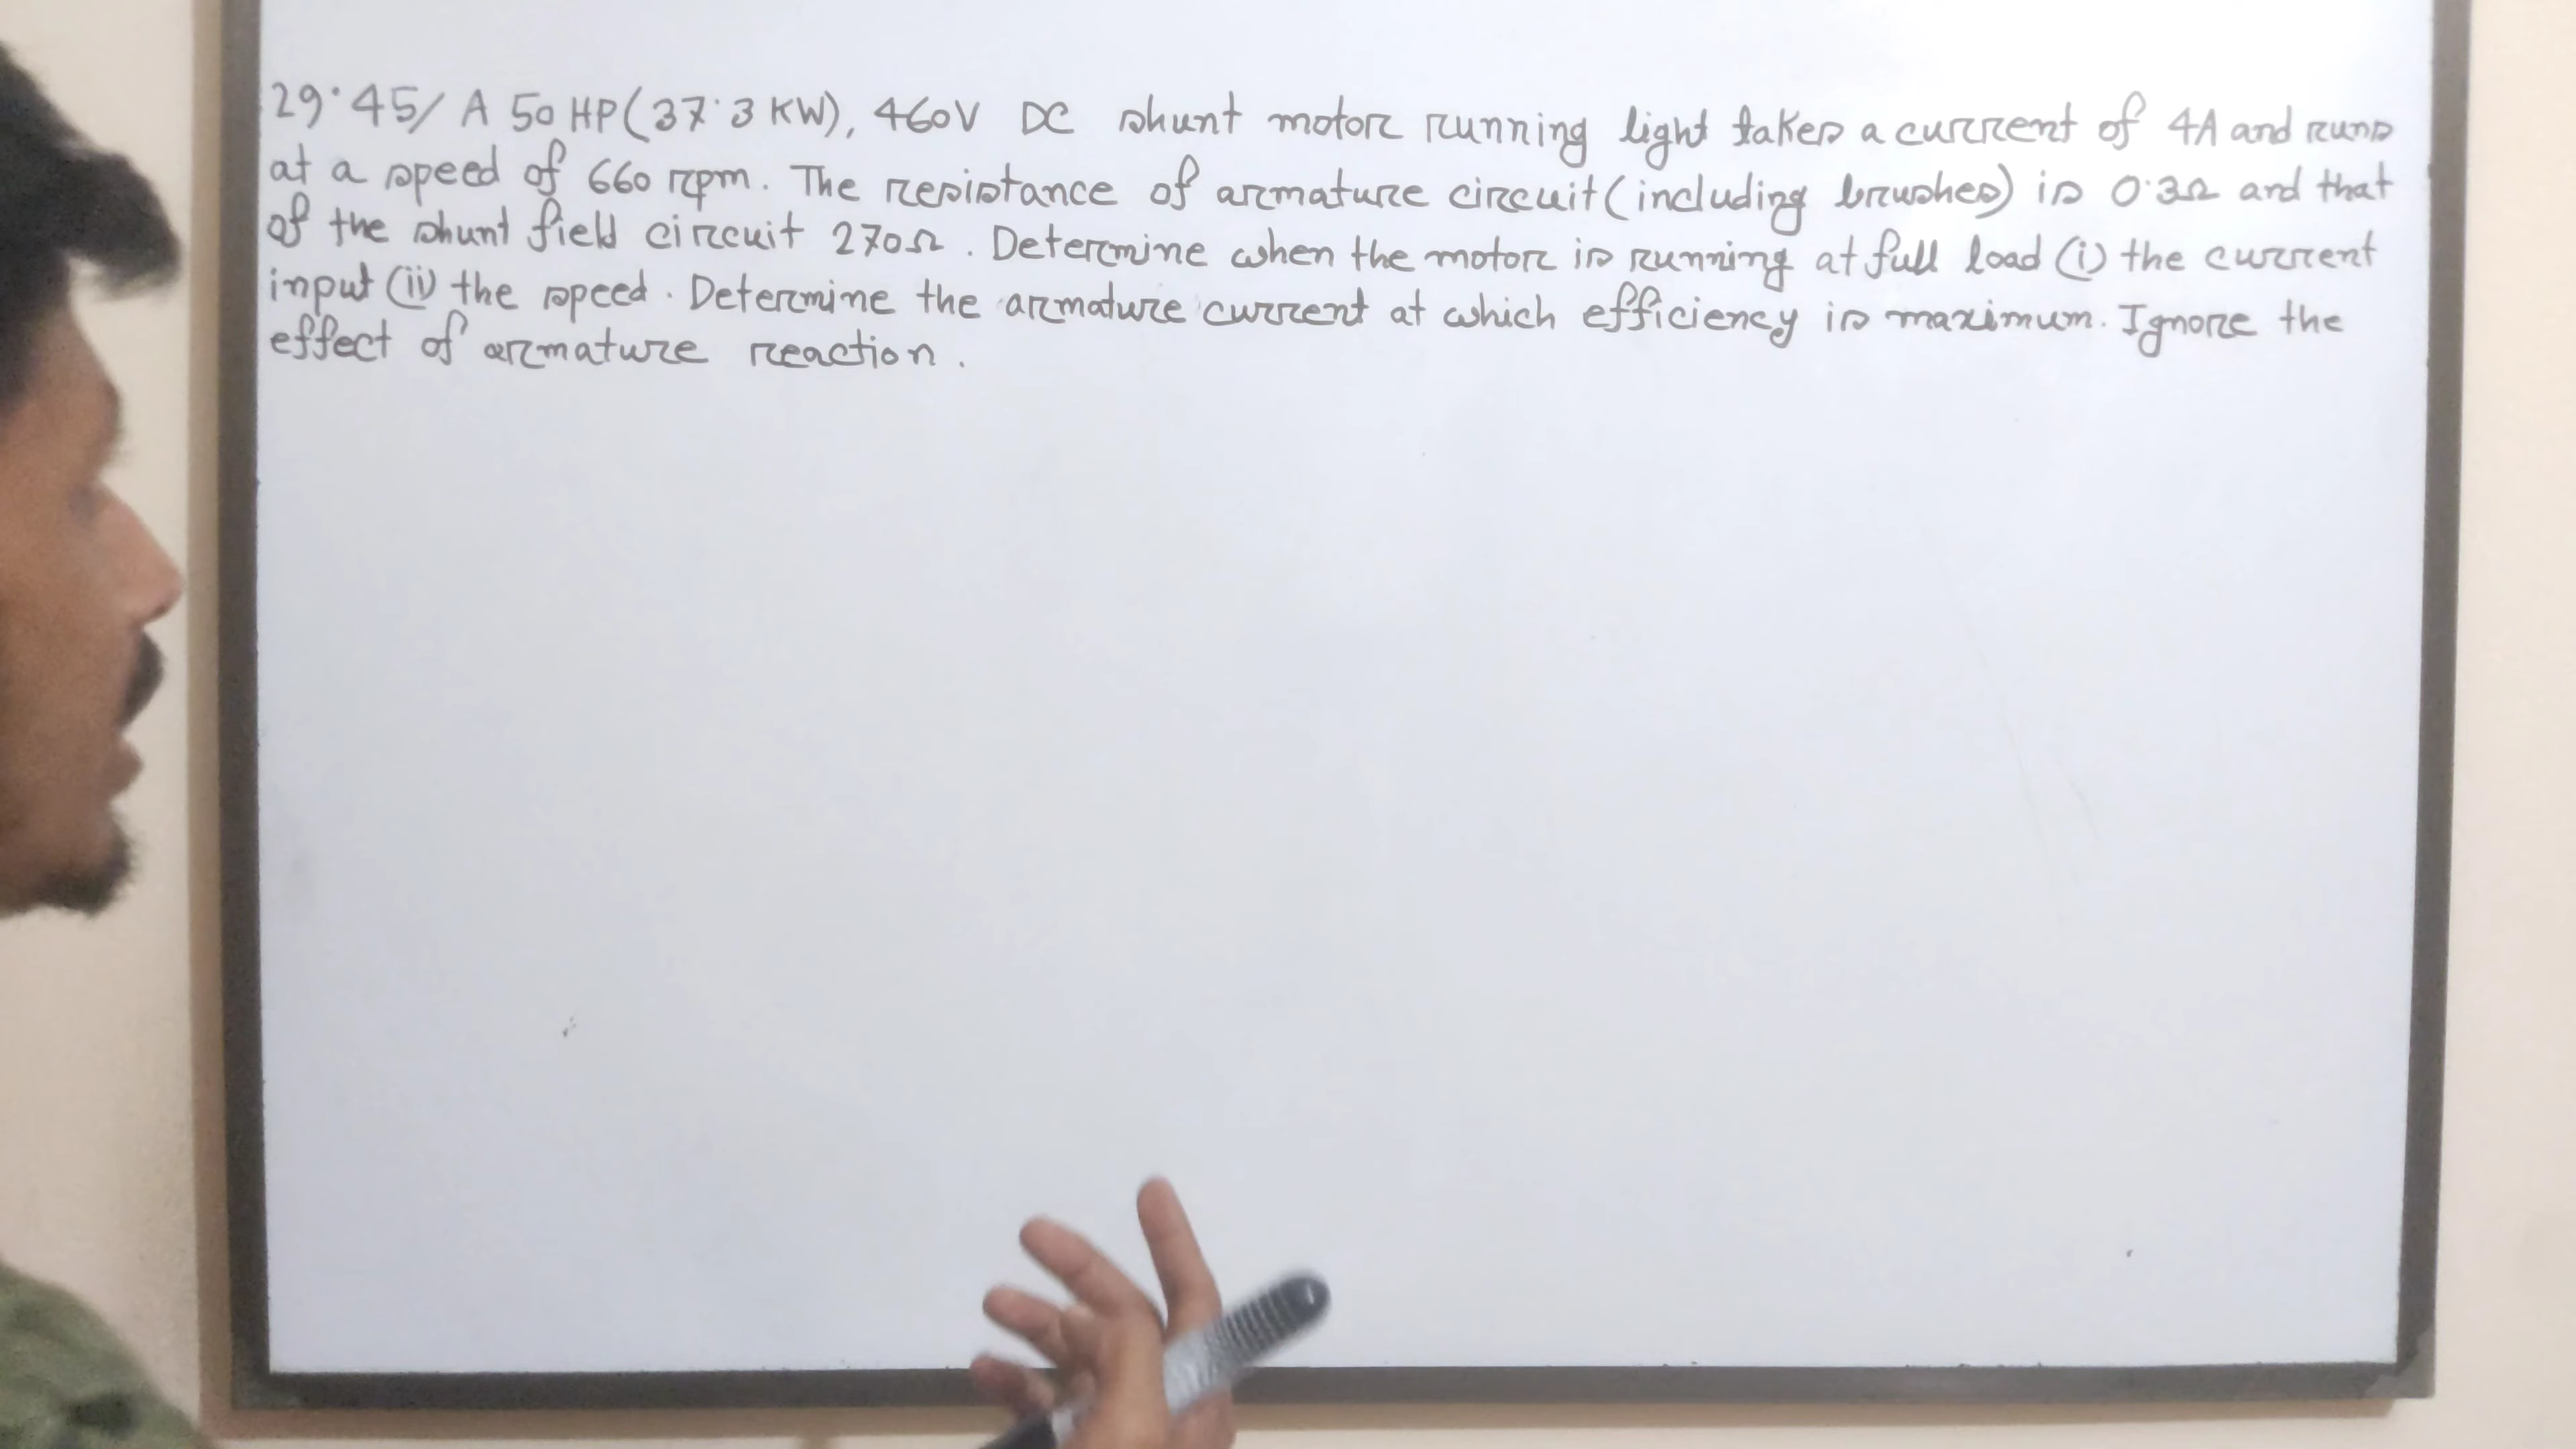 29.45/ A 50 HP(37.3 KW), 460V DC shunt motor running light takes a current of 4A and runs
at a speed of 660 rpm. The resistance of armature circuit (including brushes) is 0.3Ω and that
of the shunt field circuit 270Ω. Determine when the motor is running at full load (i) the current
input (ii) the speed. Determine the armature current at which efficiency is maximum. Ignore the
effect of armature reaction.